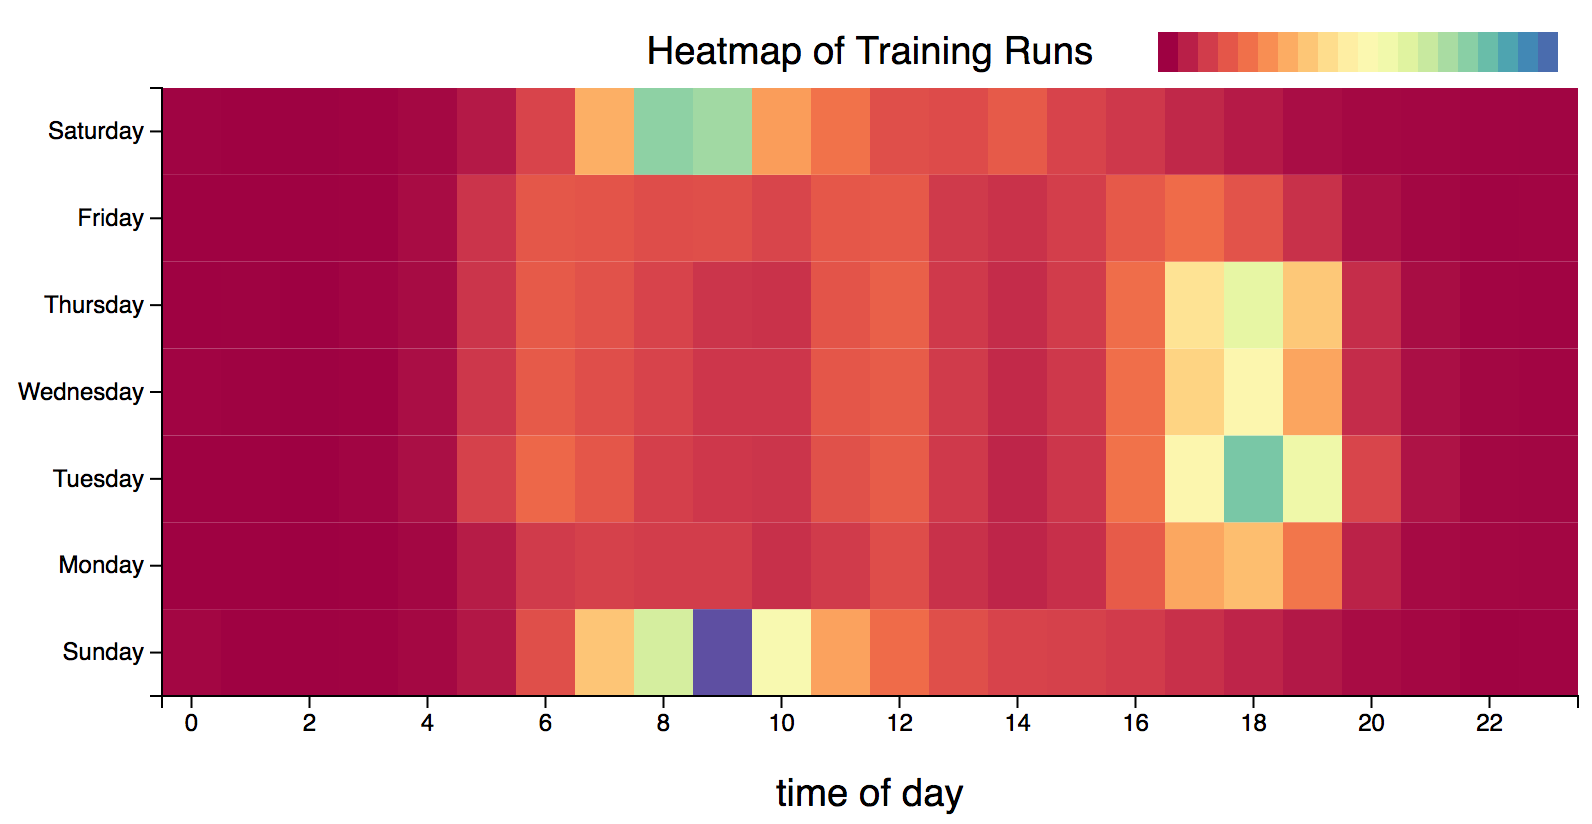 Heatmap of Training Runs
Saturday
Friday
Thursday
Wednesday
Tuesday
Monday
Sunday
0 2 4 6 8 10 12 14 16 18 20 22
time of day